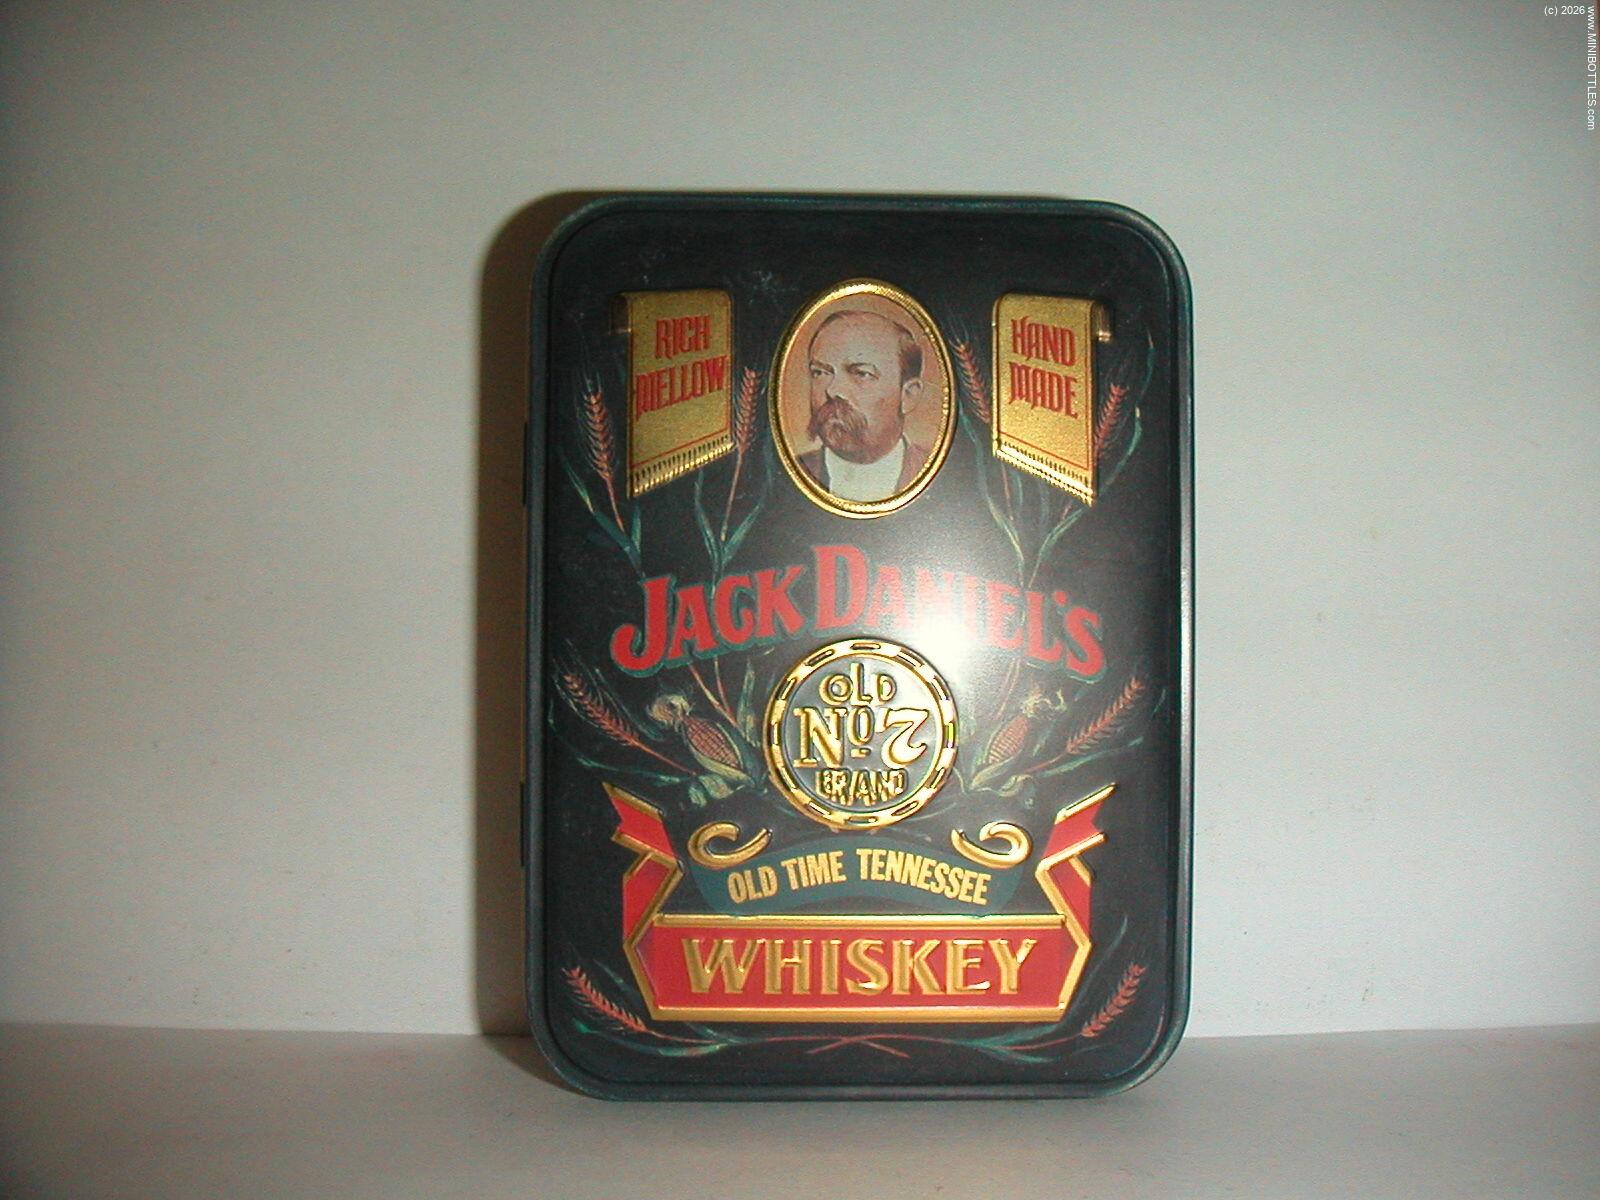 (c) 2026 www.MINIBOTTLES.com
RICH
MELLOW
HAND
MADE
JACK DANIEL'S
OLD
No 7
BRAND
OLD TIME TENNESSEE
WHISKEY